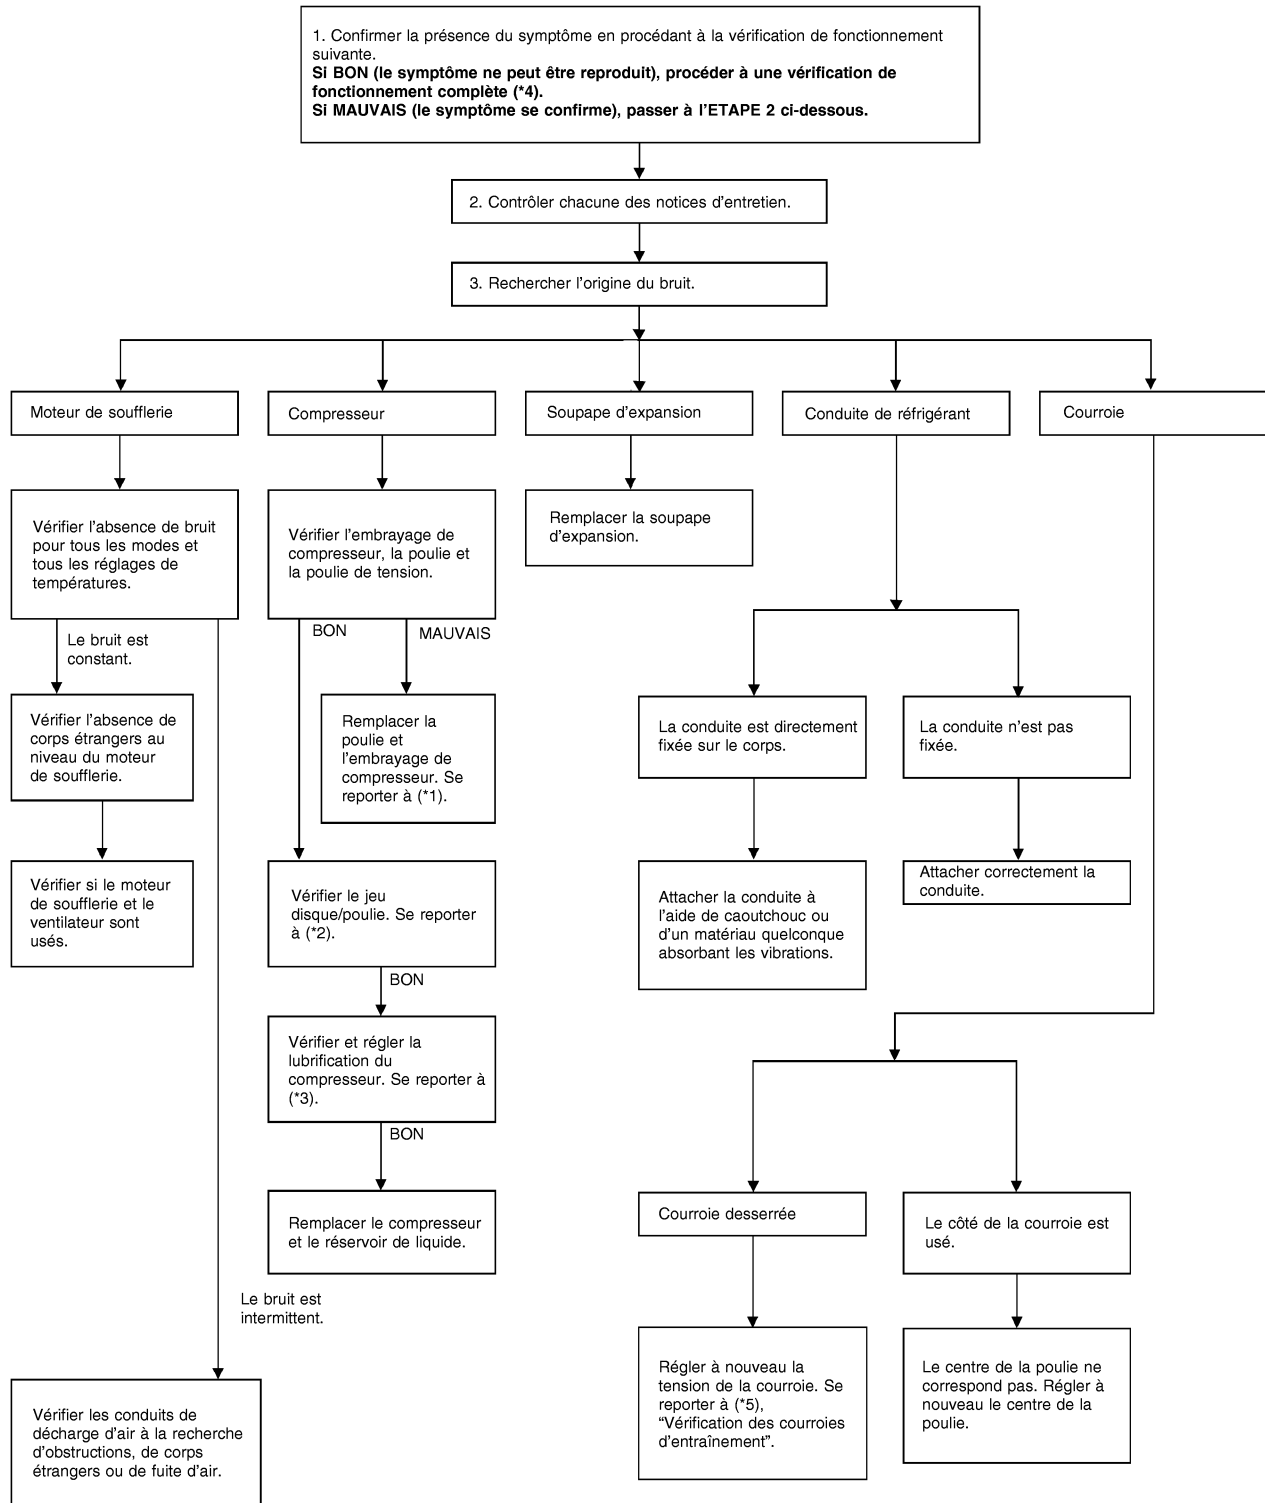 1. Confirmer la présence du symptôme en procédant à la vérification de fonctionnement
suivante.
Si BON (le symptôme ne peut être reproduit), procéder à une vérification de
fonctionnement complète (*4).
Si MAUVAIS (le symptôme se confirme), passer à l'ETAPE 2 ci-dessous.
2. Contrôler chacune des notices d'entretien.
3. Rechercher l'origine du bruit.
Moteur de soufflerie
Compresseur
Soupape d'expansion
Conduite de réfrigérant
Courroie
Vérifier l'absence de bruit
pour tous les modes et
tous les réglages de
températures.
Vérifier l'embrayage de
compresseur, la poulie et
la poulie de tension.
Remplacer la soupape
d'expansion.
Le bruit est
constant.
BON
MAUVAIS
Vérifier l'absence de
corps étrangers au
niveau du moteur
de soufflerie.
Remplacer la
poulie et
l'embrayage de
compresseur. Se
reporter à (*1).
La conduite est directement
fixée sur le corps.
La conduite n'est pas
fixée.
Vérifier si le moteur
de soufflerie et le
ventilateur sont
usés.
Vérifier le jeu
disque/poulie. Se reporter
à (*2).
Attacher la conduite à
l'aide de caoutchouc ou
d'un matériau quelconque
absorbant les vibrations.
Attacher correctement la
conduite.
BON
Vérifier et régler la
lubrification du
compresseur. Se reporter à
(*3).
BON
Remplacer le compresseur
et le réservoir de liquide.
Courroie desserrée
Le côté de la courroie est
usé.
Le bruit est
intermittent.
Régler à nouveau la
tension de la courroie. Se
reporter à (*5),
“Vérification des courroies
d'entraînement”.
Le centre de la poulie ne
correspond pas. Régler à
nouveau le centre de la
poulie.
Vérifier les conduits de
décharge d'air à la recherche
d'obstructions, de corps
étrangers ou de fuite d'air.